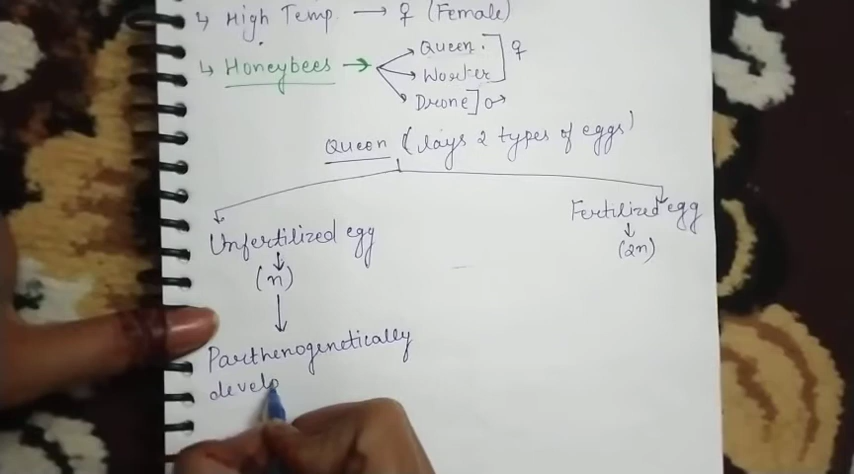 ↳ High Temp. → ♀ (Female)
↳ Honeybees → Queen. ] ♀
Worker
Drone ] ♂
Queen (lays 2 types of eggs)
Unfertilized egg
Fertilized egg
↓
(n)
↓
(2n)
↓
Parthenogenetically
develo